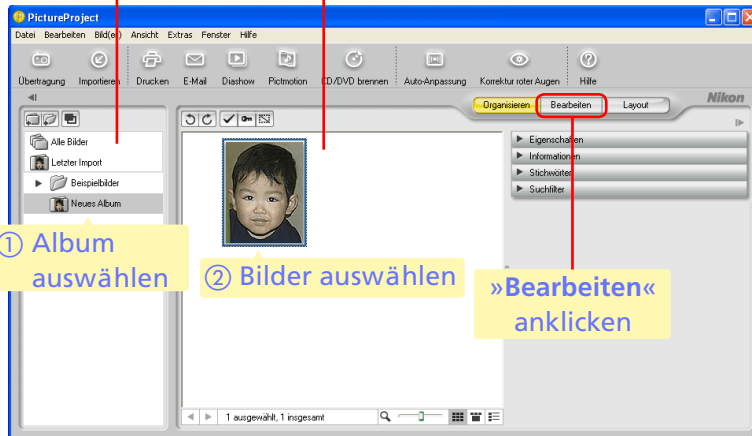 PictureProject
Datei Bearbeiten Bild(er) Ansicht Extras Fenster Hilfe
Übertragung Importieren Drucken E-Mail Diashow Pictmotion CD/DVD brennen Auto-Anpassung Korrektur roter Augen Hilfe
Nikon
Organisieren Bearbeiten Layout
Alle Bilder
Letzter Import
Beispielbilder
Neues Album
Eigenschaften
Informationen
Stichwörter
Suchfilter
① Album
auswählen
② Bilder auswählen
»Bearbeiten«
anklicken
1 ausgewählt, 1 insgesamt